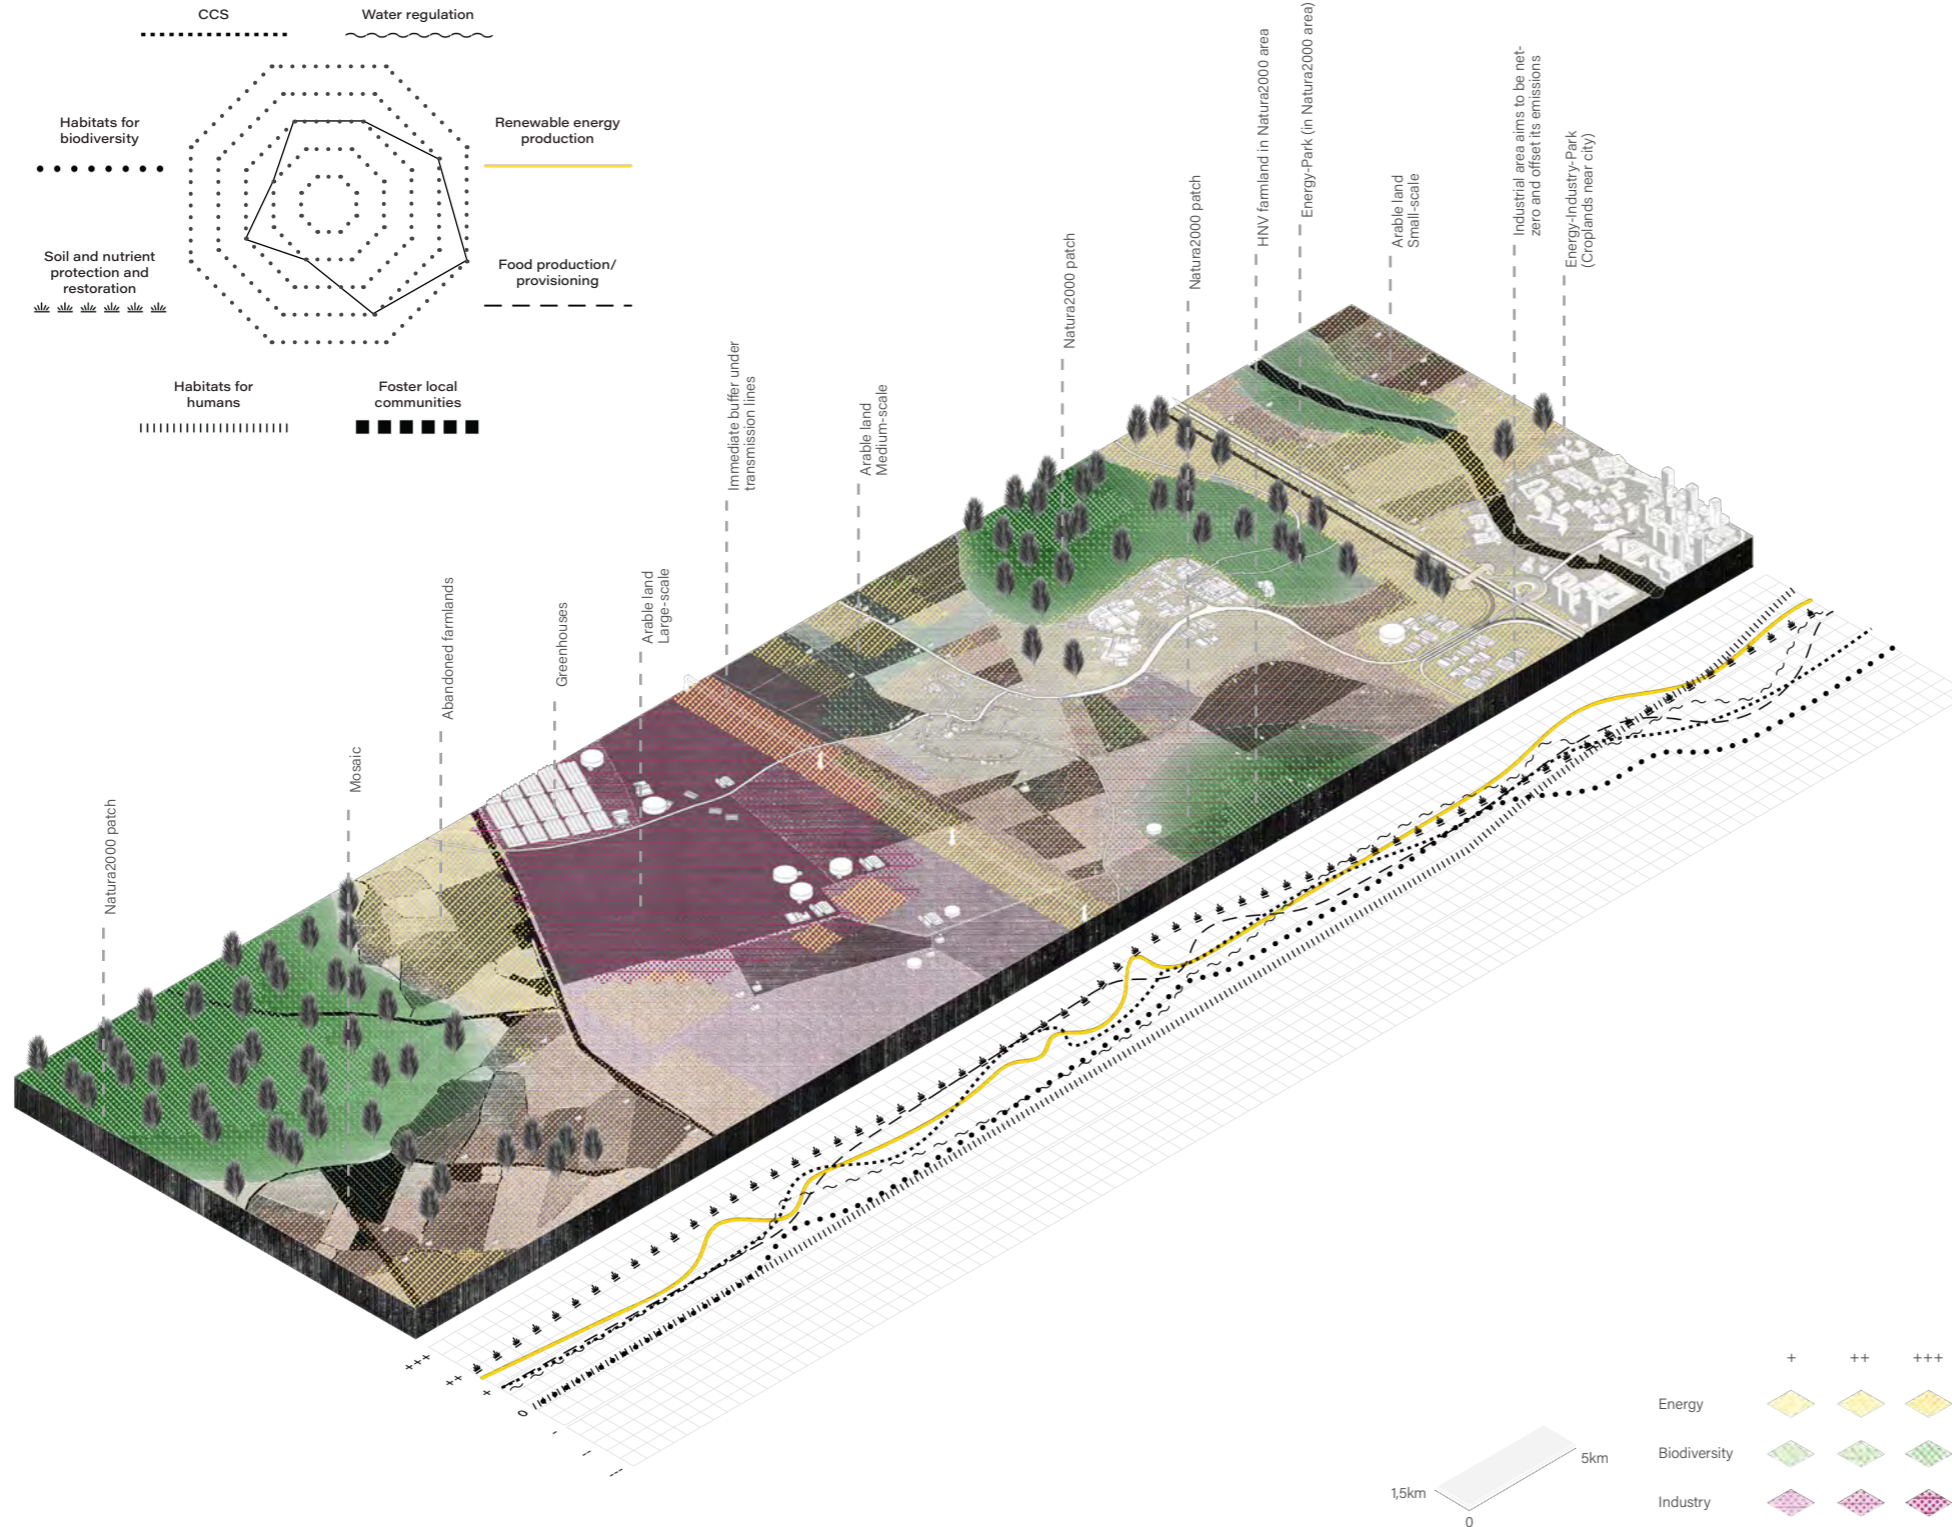 CCS
Water regulation
Habitats for
biodiversity
Renewable energy
production
Soil and nutrient
protection and
restoration
Food production/
provisioning
Habitats for
humans
Foster local
communities
Natura2000 patch
Mosaic
Abandoned farmlands
Greenhouses
Arable land
Large-scale
Immediate buffer under
transmission lines
Arable land
Medium-scale
Natura2000 patch
Natura2000 patch
HNV farmland in Natura2000 area
Energy-Park (in Natura2000 area)
Arable land
Small-scale
Industrial area aims to be net-
zero and offset its emissions
Energy-Industry-Park
(Croplands near city)
+++
++
+
0
-
--
---
+ ++ +++
Energy
Biodiversity
Industry
5km
1,5km
0